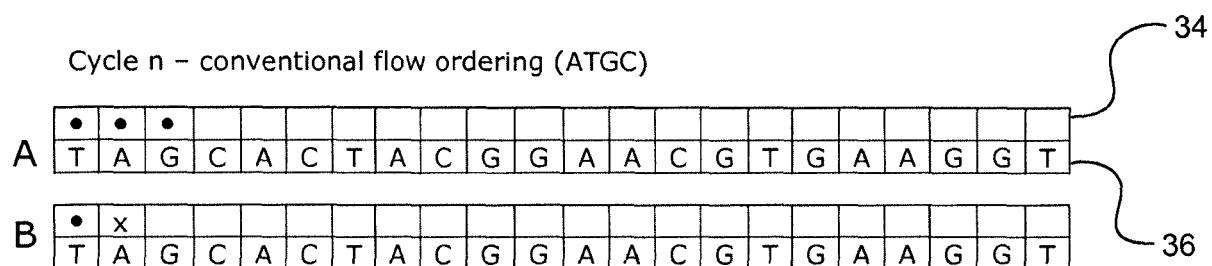 34
Cycle n – conventional flow ordering (ATGC)
• • •
A T A G C A C T A C G G A A C G T G A A G G T
• x
B T A G C A C T A C G G A A C G T G A A G G T
36